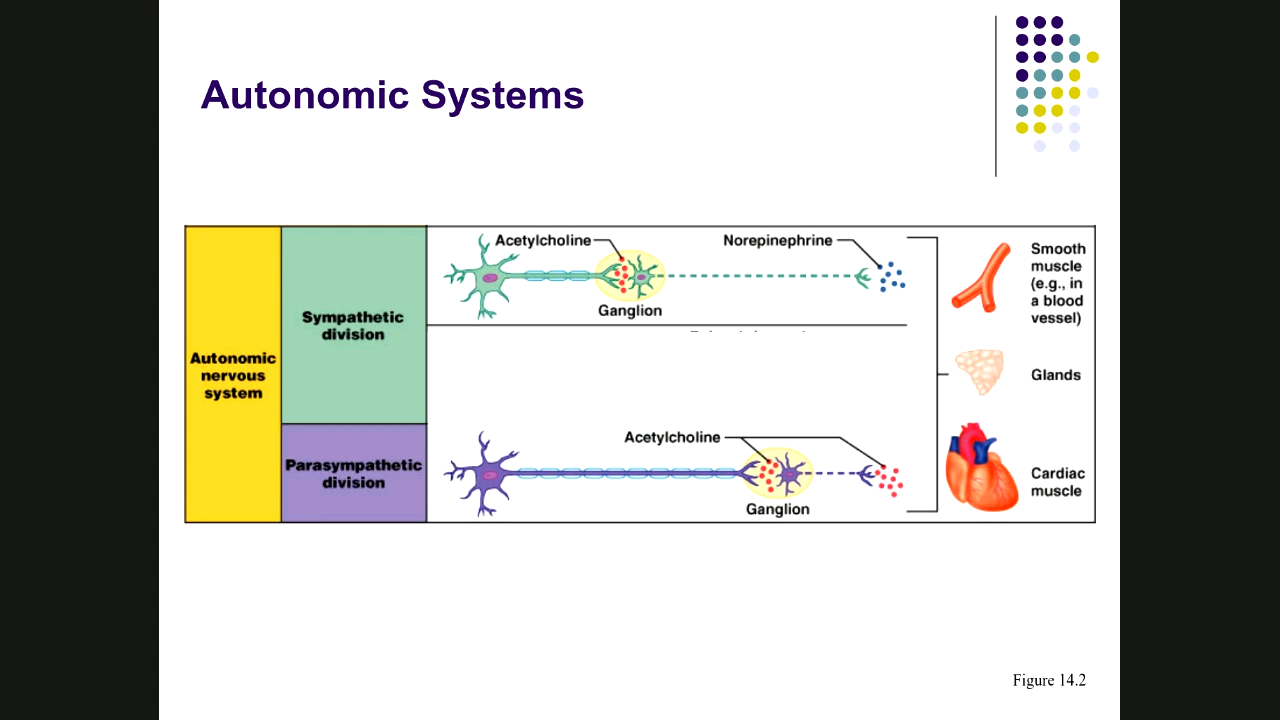 Autonomic Systems
Autonomic
nervous
system
Sympathetic
division
Acetylcholine
Norepinephrine
Ganglion
Parasympathetic
division
Acetylcholine
Ganglion
Smooth
muscle
(e.g., in
a blood
vessel)
Glands
Cardiac
muscle
Figure 14.2